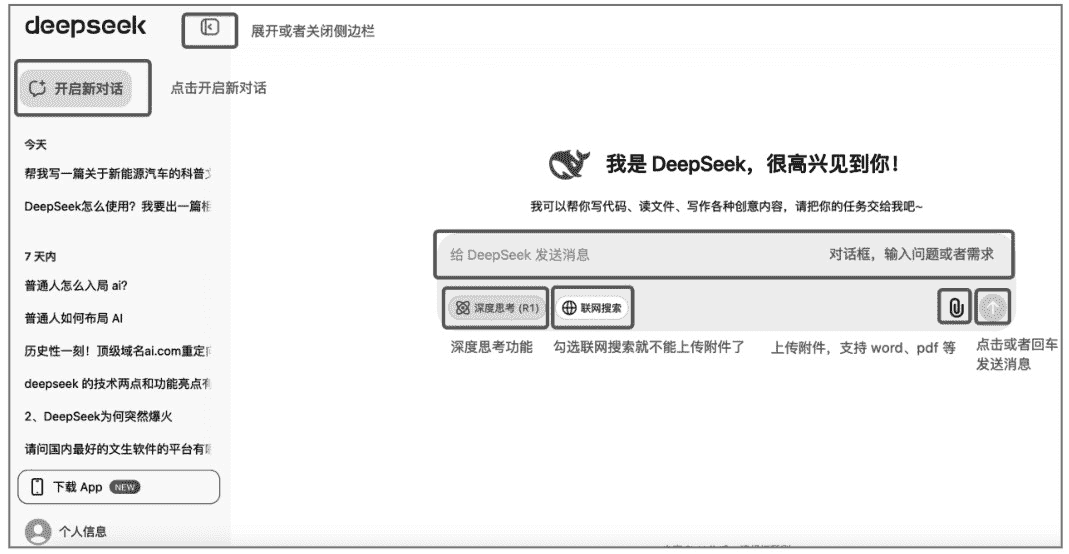 deepseek
展开或者关闭侧边栏
开启新对话
点击开启新对话
今天
帮我写一篇关于新能源汽车的科普
DeepSeek怎么使用？我要出一篇
7 天内
普通人怎么入局 ai?
普通人如何布局 AI
历史性一刻！顶级域名ai.com重定
deepseek 的技术两点和功能亮点有
2、DeepSeek为何突然爆火
请问国内最好的文生软件的平台有
下载 App NEW
个人信息
我是 DeepSeek，很高兴见到你！
我可以帮你写代码、读文件、写作各种创意内容，请把你的任务交给我吧~
给 DeepSeek 发送消息
对话框，输入问题或者需求
深度思考 (R1)
联网搜索
深度思考功能
勾选联网搜索就不能上传附件了
上传附件，支持 word、pdf 等
点击或者回车
发送消息